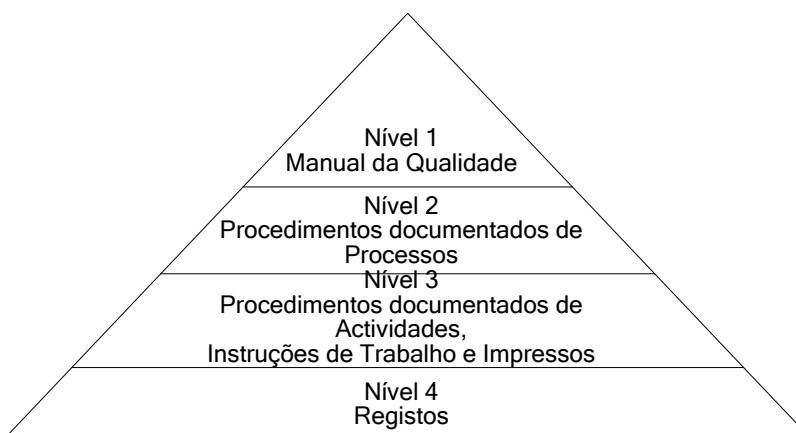 Nível 1
Manual da Qualidade
Nível 2
Procedimentos documentados de
Processos
Nível 3
Procedimentos documentados de
Actividades,
Instruções de Trabalho e Impressos
Nível 4
Registos